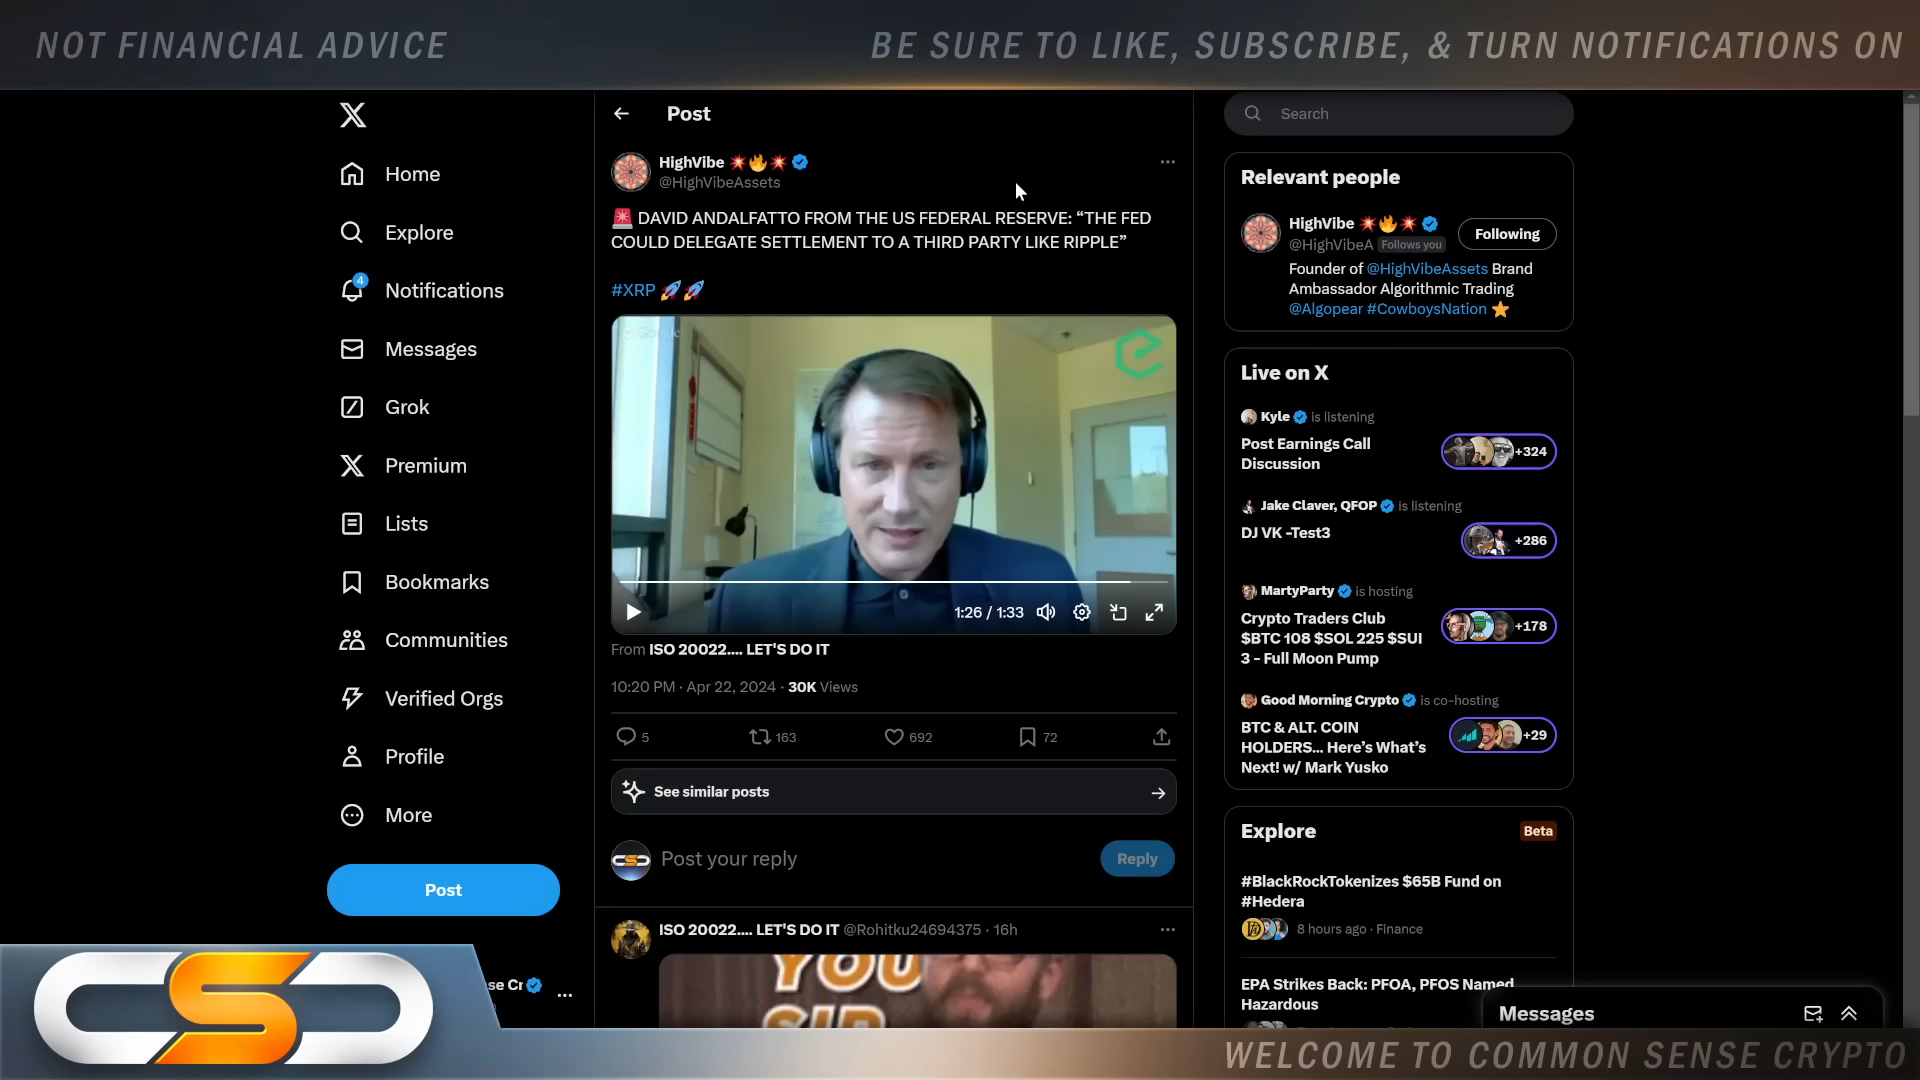 NOT FINANCIAL ADVICE
BE SURE TO LIKE, SUBSCRIBE, & TURN NOTIFICATIONS ON
Home
Explore
4
Notifications
Messages
Grok
Premium
Lists
Bookmarks
Communities
Verified Orgs
Profile
More
Post
se Cr
Post
HighVibe
@HighVibeAssets
DAVID ANDALFATTO FROM THE US FEDERAL RESERVE: “THE FED
COULD DELEGATE SETTLEMENT TO A THIRD PARTY LIKE RIPPLE”
#XRP
Google
1:26 / 1:33
From ISO 20022.... LET'S DO IT
10:20 PM · Apr 22, 2024 · 30K Views
5
163
692
72
See similar posts
Post your reply
Reply
ISO 20022.... LET'S DO IT @Rohitku24694375 · 16h
YOU
SIR
Search
Relevant people
HighVibe
@HighVibeA Follows you
Following
Founder of @HighVibeAssets Brand
Ambassador Algorithmic Trading
@Algopear #CowboysNation
Live on X
Kyle is listening
Post Earnings Call
Discussion
+324
Jake Claver, QFOP is listening
DJ VK -Test3
+286
MartyParty is hosting
Crypto Traders Club
$BTC 108 $SOL 225 $SUI
3 - Full Moon Pump
+178
Good Morning Crypto is co-hosting
BTC & ALT. COIN
HOLDERS... Here’s What’s
Next! w/ Mark Yusko
+29
Explore
Beta
#BlackRockTokenizes $65B Fund on
#Hedera
8 hours ago · Finance
EPA Strikes Back: PFOA, PFOS Named
Hazardous
Messages
CSC
WELCOME TO COMMON SENSE CRYPTO